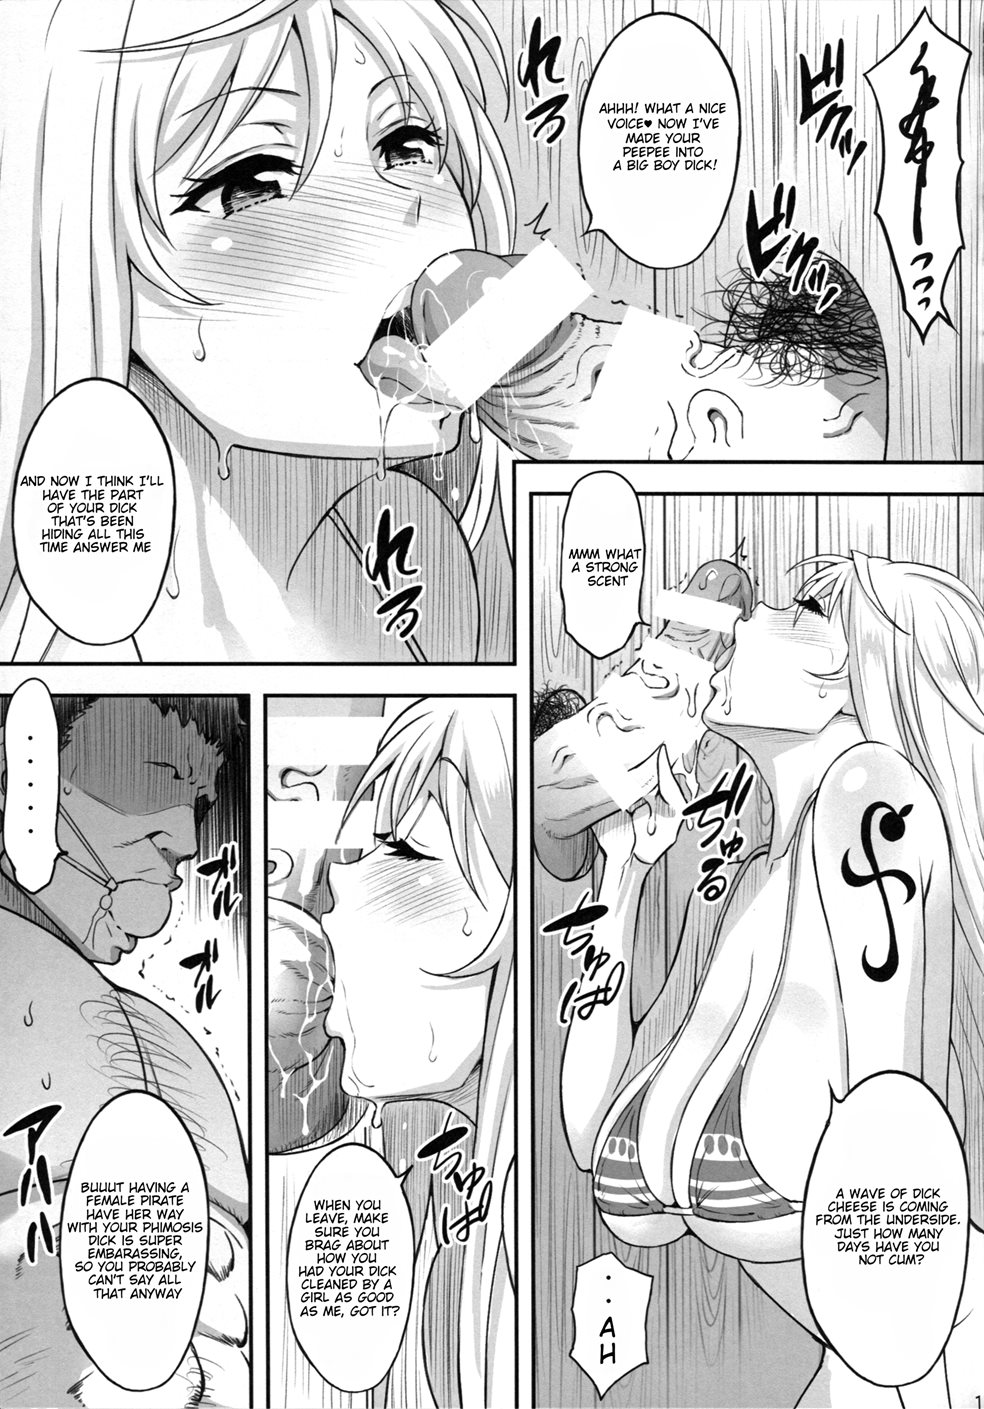 AHHH! WHAT A NICE
VOICE♥ NOW I'VE
MADE YOUR
PEEPEE INTO
A BIG BOY DICK!
れろ
ビクッ
ビクッ
AND NOW I THINK I'LL
HAVE THE PART
OF YOUR DICK
THAT'S BEEN
HIDING ALL THIS
TIME ANSWER ME
れろ
MMM WHAT
A STRONG
SCENT
ぢゅる
ちゅぱ
A WAVE OF DICK
CHEESE IS COMING
FROM THE UNDERSIDE.
JUST HOW MANY
DAYS HAVE YOU
NOT CUM?
・・・AH
ちゅぱ
WHEN YOU
LEAVE, MAKE
SURE YOU
BRAG ABOUT
HOW YOU
HAD YOUR DICK
CLEANED BY A
GIRL AS GOOD
AS ME, GOT IT?
・・・・・
ボル
ボル
BUUUT HAVING A
FEMALE PIRATE
HAVE HER WAY
WITH YOUR PHIMOSIS
DICK IS SUPER
EMBARASSING,
SO YOU PROBABLY
CAN'T SAY ALL
THAT ANYWAY
1